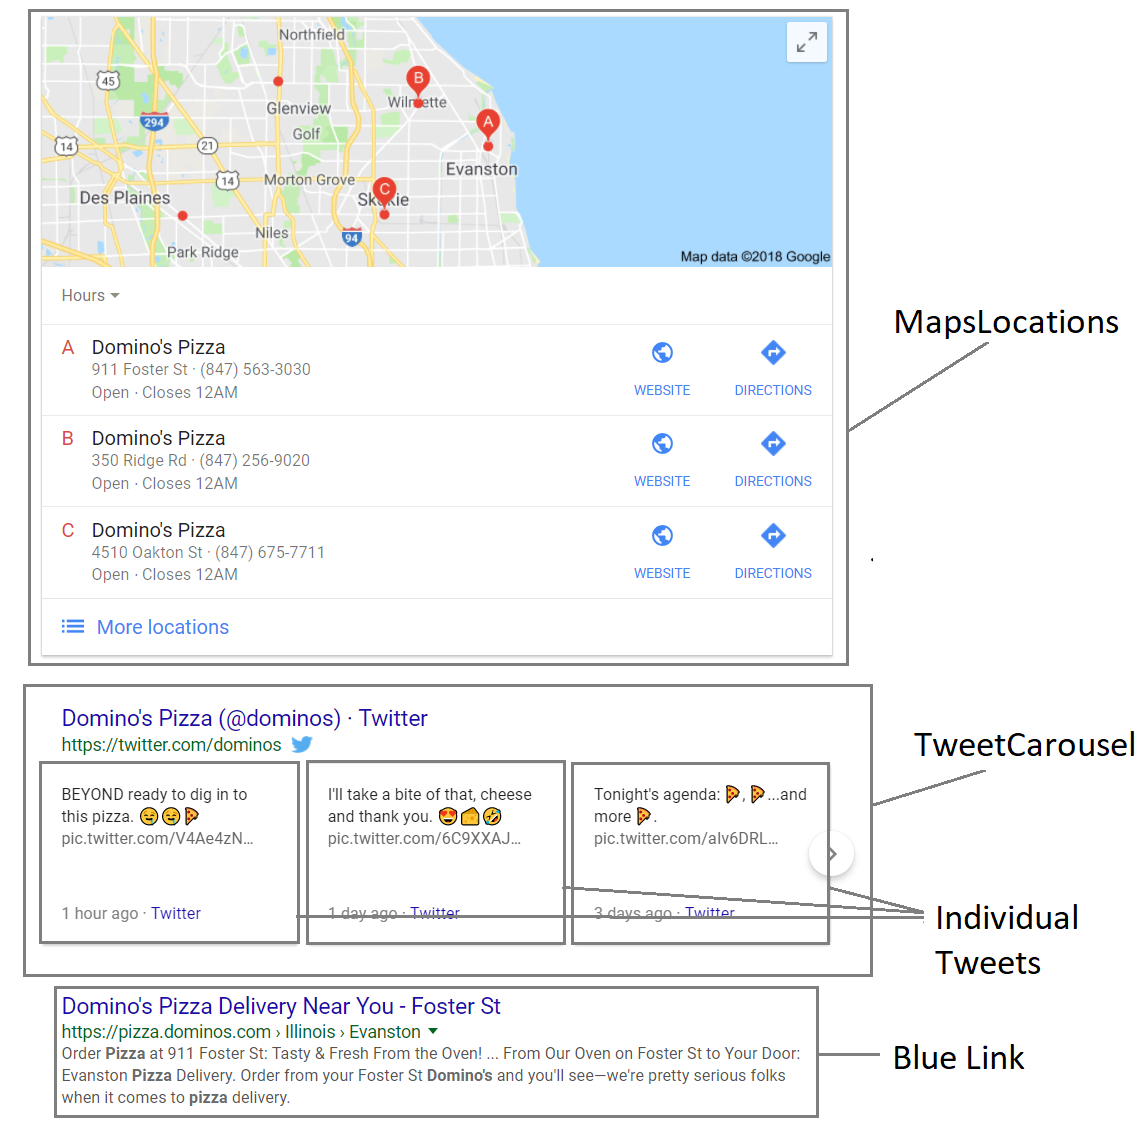 Northfield
45
B
Wilmette
294
Glenview
A
Golf
14
21
Evanston
14
Morton Grove
C
Des Plaines
Skokie
Niles
94
Park Ridge
Map data ©2018 Google
Hours
MapsLocations
A Domino's Pizza
911 Foster St · (847) 563-3030
Open · Closes 12AM
WEBSITE DIRECTIONS
B Domino's Pizza
350 Ridge Rd · (847) 256-9020
Open · Closes 12AM
WEBSITE DIRECTIONS
C Domino's Pizza
4510 Oakton St · (847) 675-7711
Open · Closes 12AM
WEBSITE DIRECTIONS
More locations
Domino's Pizza (@dominos) · Twitter
https://twitter.com/dominos
TweetCarousel
BEYOND ready to dig in to
this pizza. 🤤🤤🍕
pic.twitter.com/V4Ae4zN...
1 hour ago · Twitter
I'll take a bite of that, cheese
and thank you. 😍🧀🤣
pic.twitter.com/6C9XXAJ...
1 day ago · Twitter
Tonight's agenda: 🍕, 🍕...and
more 🍕.
pic.twitter.com/aIv6DRL...
3 days ago · Twitter
Individual
Tweets
Domino's Pizza Delivery Near You - Foster St
https://pizza.dominos.com › Illinois › Evanston
Order Pizza at 911 Foster St: Tasty & Fresh From the Oven! ... From Our Oven on Foster St to Your Door:
Evanston Pizza Delivery. Order from your Foster St Domino's and you'll see—we're pretty serious folks
when it comes to pizza delivery.
Blue Link